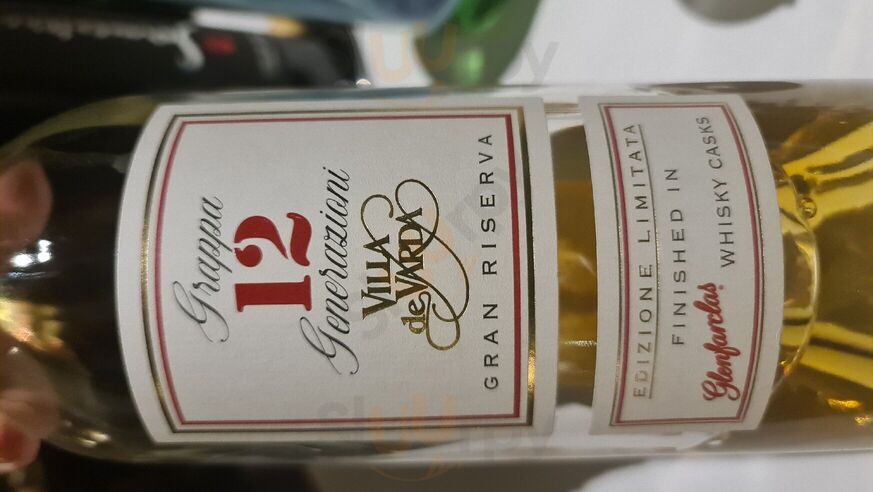 Grappa
12
Generazioni
VILLA
de VARDA
GRAN RISERVA
EDIZIONE LIMITATA
FINISHED IN
Glenfarclas WHISKY CASKS